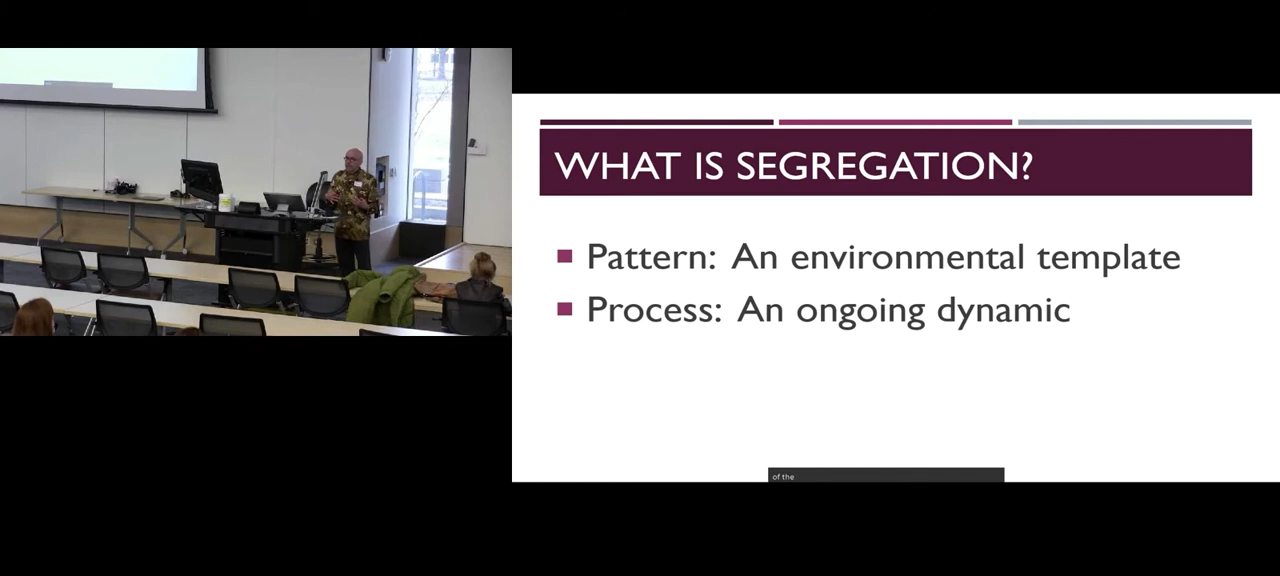 WHAT IS SEGREGATION?
Pattern: An environmental template
Process: An ongoing dynamic
of the